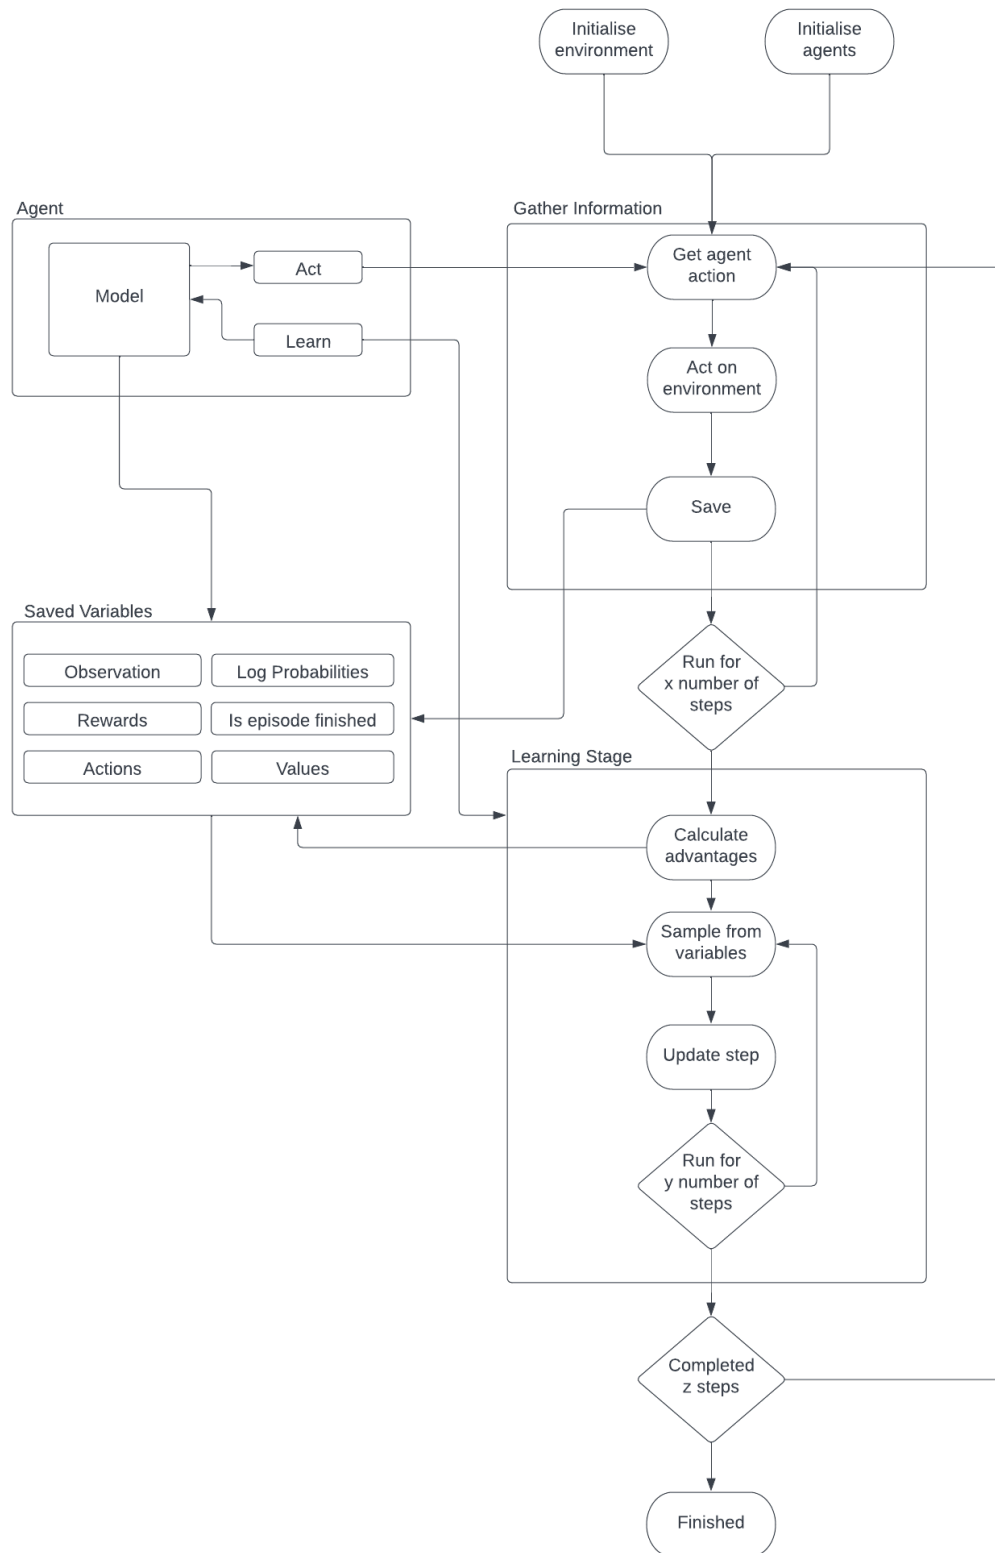 Initialise
environment
Initialise
agents
Agent
Gather Information
Model
Act
Learn
Get agent
action
Act on
environment
Save
Saved Variables
Observation
Log Probabilities
Rewards
Is episode finished
Actions
Values
Run for
x number of
steps
Learning Stage
Calculate
advantages
Sample from
variables
Update step
Run for
y number of
steps
Completed
z steps
Finished